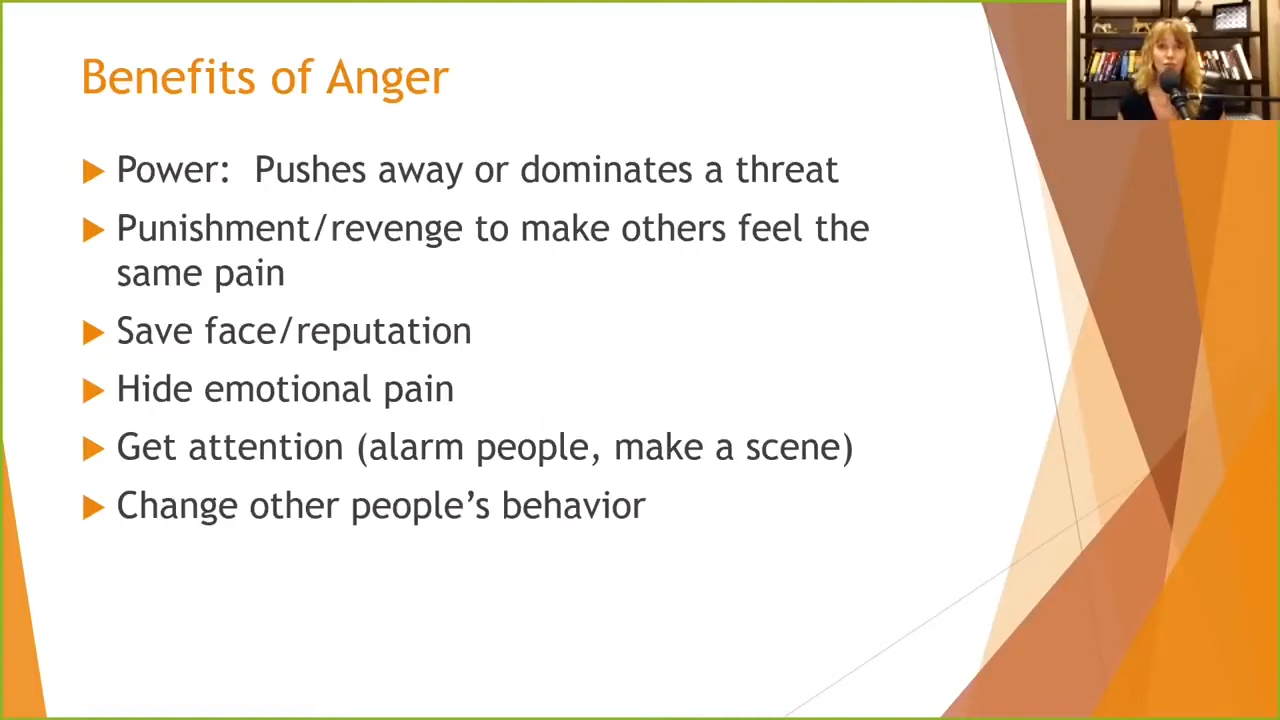 Benefits of Anger
Power:  Pushes away or dominates a threat
Punishment/revenge to make others feel the
same pain
Save face/reputation
Hide emotional pain
Get attention (alarm people, make a scene)
Change other people’s behavior